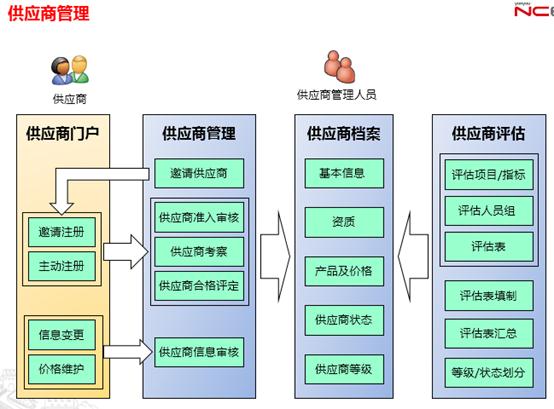 供应商管理
yonyou
NC6
供应商
供应商管理人员
供应商门户
邀请注册
主动注册
信息变更
价格维护
供应商管理
邀请供应商
供应商准入审核
供应商考察
供应商合格评定
供应商信息审核
供应商档案
基本信息
资质
产品及价格
供应商状态
供应商等级
供应商评估
评估项目/指标
评估人员组
评估表
评估表填制
评估表汇总
等级/状态划分